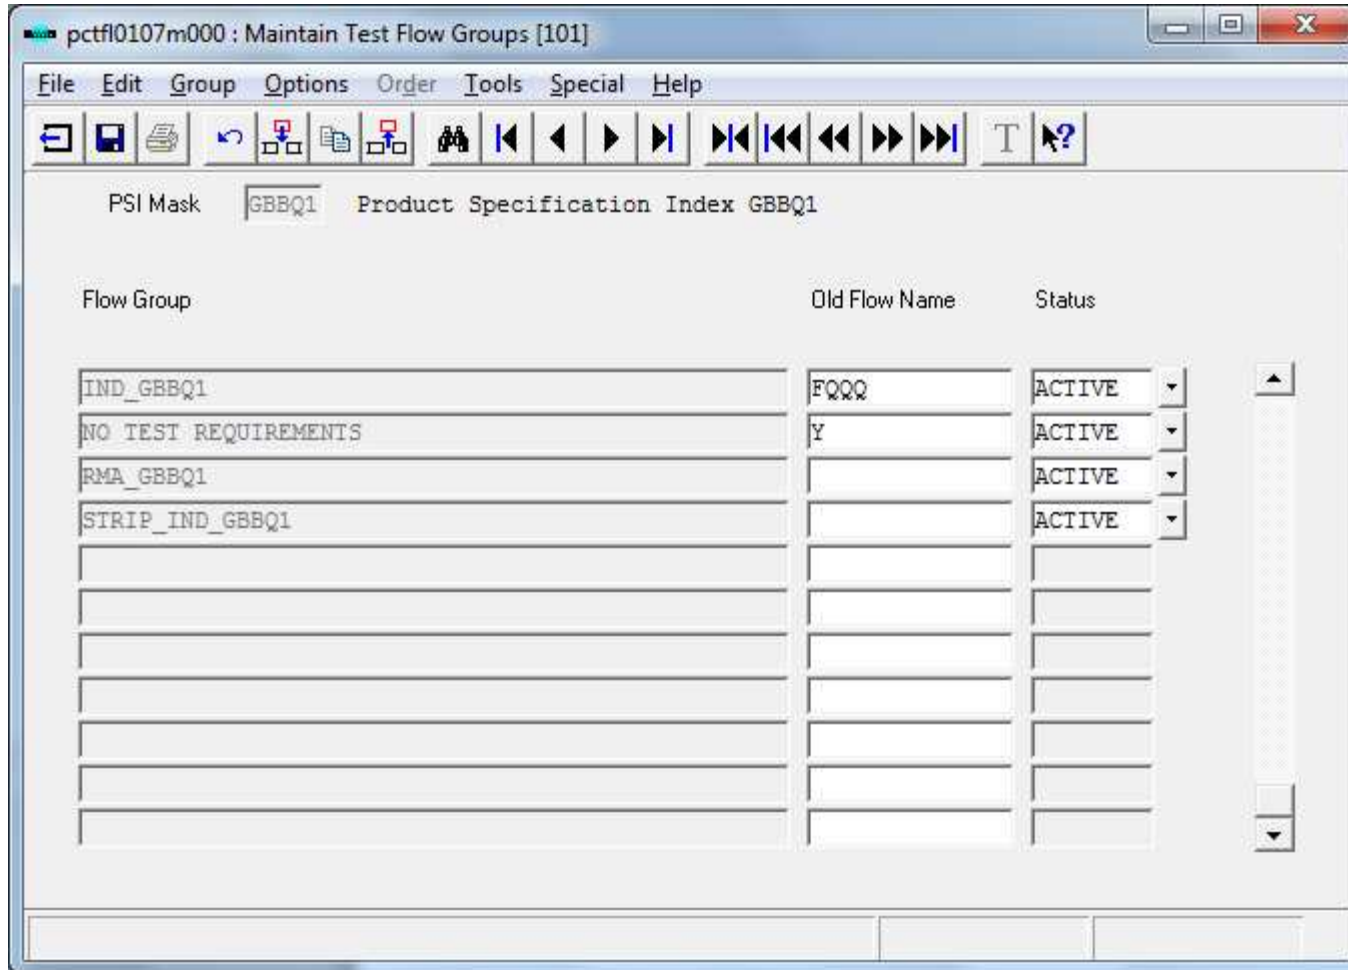 pctfl0107m000 : Maintain Test Flow Groups [101]
File Edit Group Options Order Tools Special Help
T ?
PSI Mask GBBQ1 Product Specification Index GBBQ1
Flow Group Old Flow Name Status
IND_GBBQ1 FQQQ ACTIVE
NO TEST REQUIREMENTS Y ACTIVE
RMA_GBBQ1 ACTIVE
STRIP_IND_GBBQ1 ACTIVE